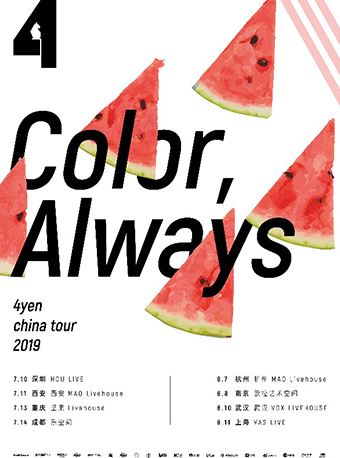 4
Color,
Always
4yen
china tour
2019
7.10 深圳 HOU LIVE
7.11 西安 西安 MAO Livehouse
7.13 重庆 坚果 Livehouse
7.14 成都 东空间
8.7 杭州 杭州 MAO Livehouse
8.8 南京 欧拉艺术空间
8.10 武汉 武汉 VOX LIVEHOUSE
8.11 上海 VAS LIVE